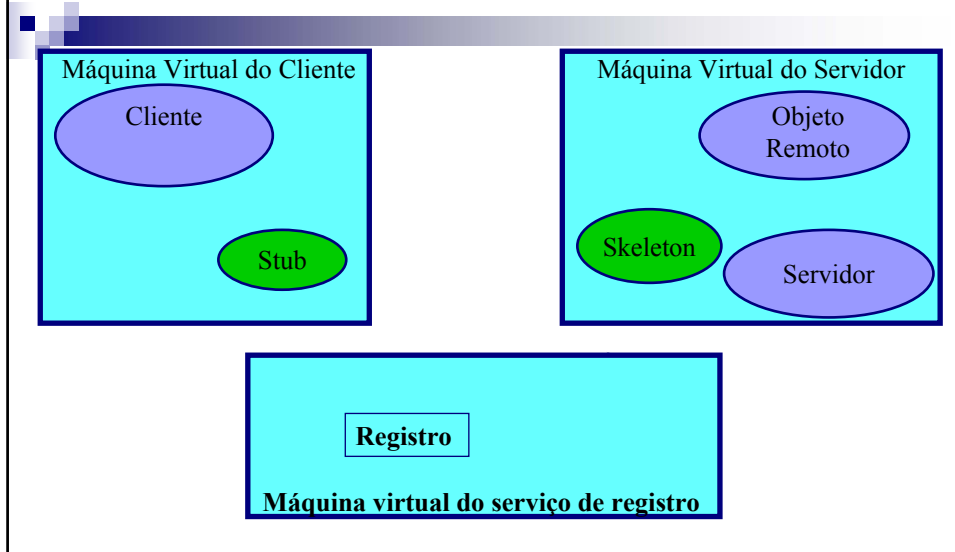 Máquina Virtual do Cliente
Cliente
Stub
Máquina Virtual do Servidor
Objeto
Remoto
Skeleton
Servidor
Registro
Máquina virtual do serviço de registro